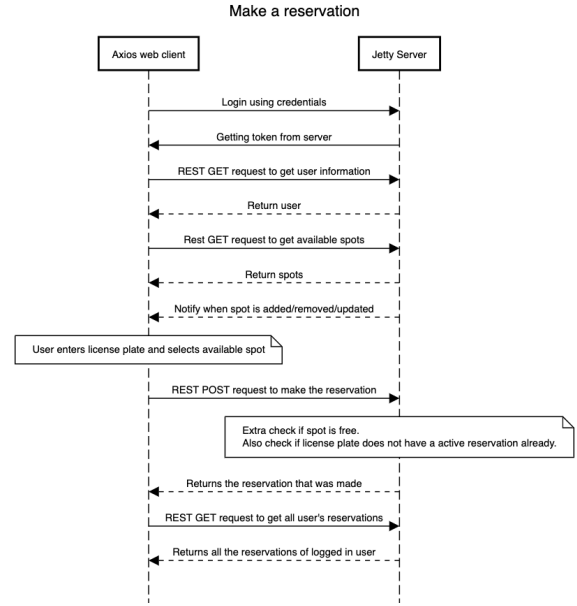 Make a reservation
Axios web client
Jetty Server
Login using credentials
Getting token from server
REST GET request to get user information
Return user
Rest GET request to get available spots
Return spots
Notify when spot is added/removed/updated
User enters license plate and selects available spot
REST POST request to make the reservation
Extra check if spot is free.
Also check if license plate does not have a active reservation already.
Returns the reservation that was made
REST GET request to get all user's reservations
Returns all the reservations of logged in user